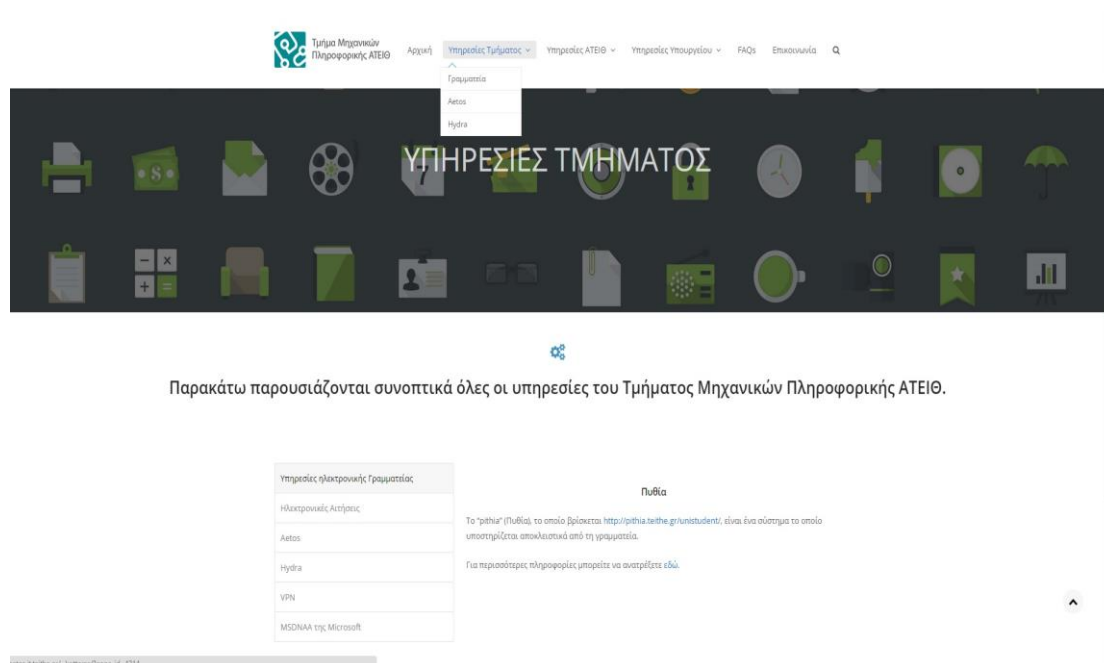 Τμήμα Μηχανικών
Πληροφορικής ΑΤΕΙΘ
Αρχική Υπηρεσίες Τμήματος Υπηρεσίες ΑΤΕΙΘ Υπηρεσίες Υπουργείου FAQs Επικοινωνία
Γραμματεία
Aetos
Hydra
ΥΠΗΡΕΣΙΕΣ ΤΜΗΜΑΤΟΣ
7
Παρακάτω παρουσιάζονται συνοπτικά όλες οι υπηρεσίες του Τμήματος Μηχανικών Πληροφορικής ΑΤΕΙΘ.
Υπηρεσίες ηλεκτρονικής Γραμματείας
Ηλεκτρονικές Αιτήσεις
Aetos
Hydra
VPN
MSDNAA της Microsoft
Πυθία
Το "pithia" (Πυθία), το οποίο βρίσκεται http://pithia.teithe.gr/unistudent/, είναι ένα σύστημα το οποίο
υποστηρίζεται αποκλειστικά από τη γραμματεία.
Για περισσότερες πληροφορίες μπορείτε να ανατρέξετε εδώ.